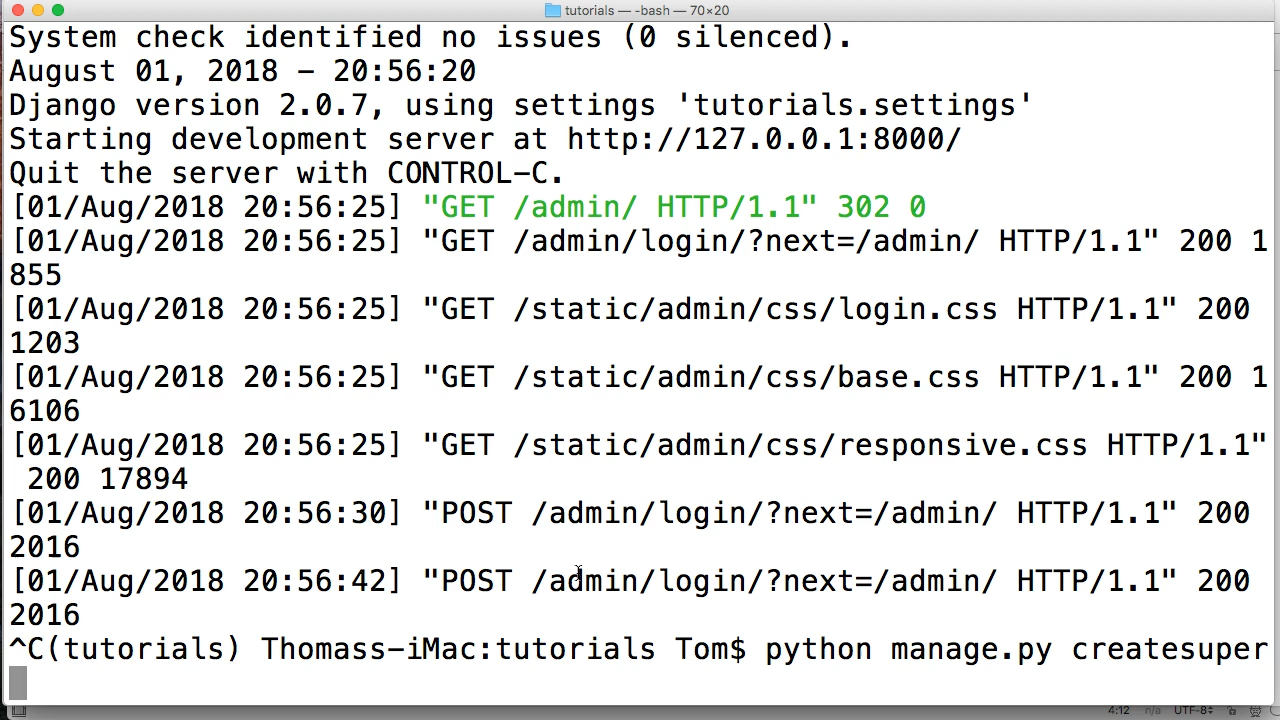 tutorials — -bash — 70×20
System check identified no issues (0 silenced).
August 01, 2018 - 20:56:20
Django version 2.0.7, using settings 'tutorials.settings'
Starting development server at http://127.0.0.1:8000/
Quit the server with CONTROL-C.
[01/Aug/2018 20:56:25] "GET /admin/ HTTP/1.1" 302 0
[01/Aug/2018 20:56:25] "GET /admin/login/?next=/admin/ HTTP/1.1" 200 1
855
[01/Aug/2018 20:56:25] "GET /static/admin/css/login.css HTTP/1.1" 200
1203
[01/Aug/2018 20:56:25] "GET /static/admin/css/base.css HTTP/1.1" 200 1
6106
[01/Aug/2018 20:56:25] "GET /static/admin/css/responsive.css HTTP/1.1"
 200 17894
[01/Aug/2018 20:56:30] "POST /admin/login/?next=/admin/ HTTP/1.1" 200
2016
[01/Aug/2018 20:56:42] "POST /admin/login/?next=/admin/ HTTP/1.1" 200
2016
^C(tutorials) Thomass-iMac:tutorials Tom$ python manage.py createsuper
4:12 n/a UTF-8